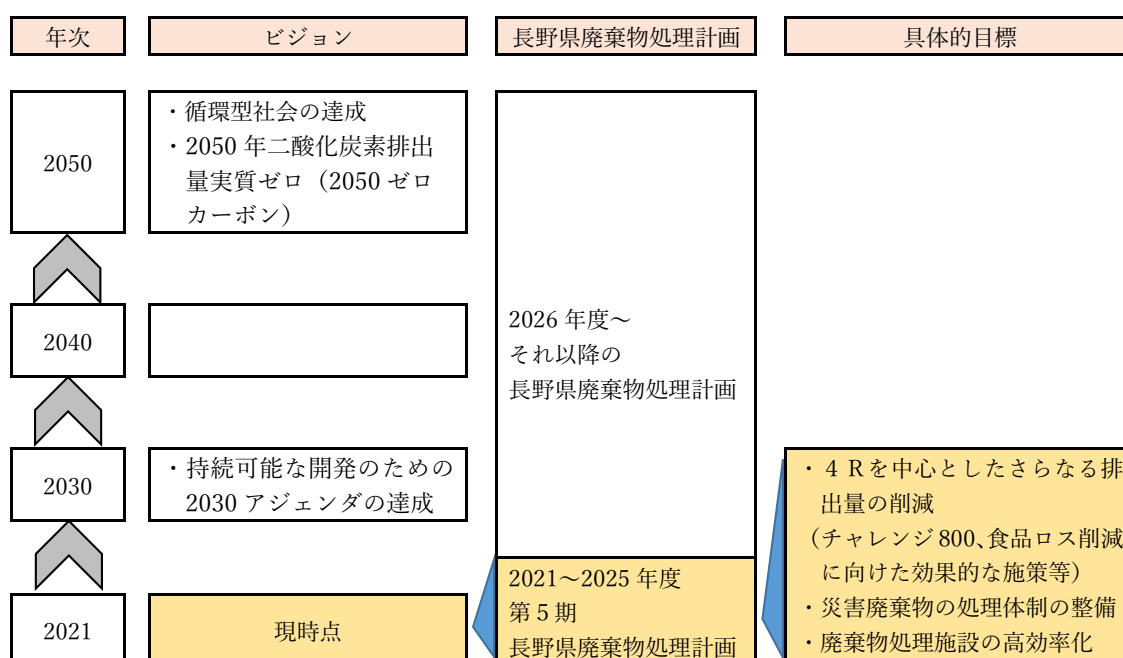 年次
ビジョン
長野県廃棄物処理計画
具体的目標
2050
・循環型社会の達成
・2050 年二酸化炭素排出
量実質ゼロ（2050 ゼロ
カーボン）
2040
2026 年度～
それ以降の
長野県廃棄物処理計画
2030
・持続可能な開発のための
2030 アジェンダの達成
2021
現時点
2021～2025 年度
第５期
長野県廃棄物処理計画
・４Ｒを中心としたさらなる排
出量の削減
（チャレンジ 800、食品ロス削減
に向けた効果的な施策等）
・災害廃棄物の処理体制の整備
・廃棄物処理施設の高効率化